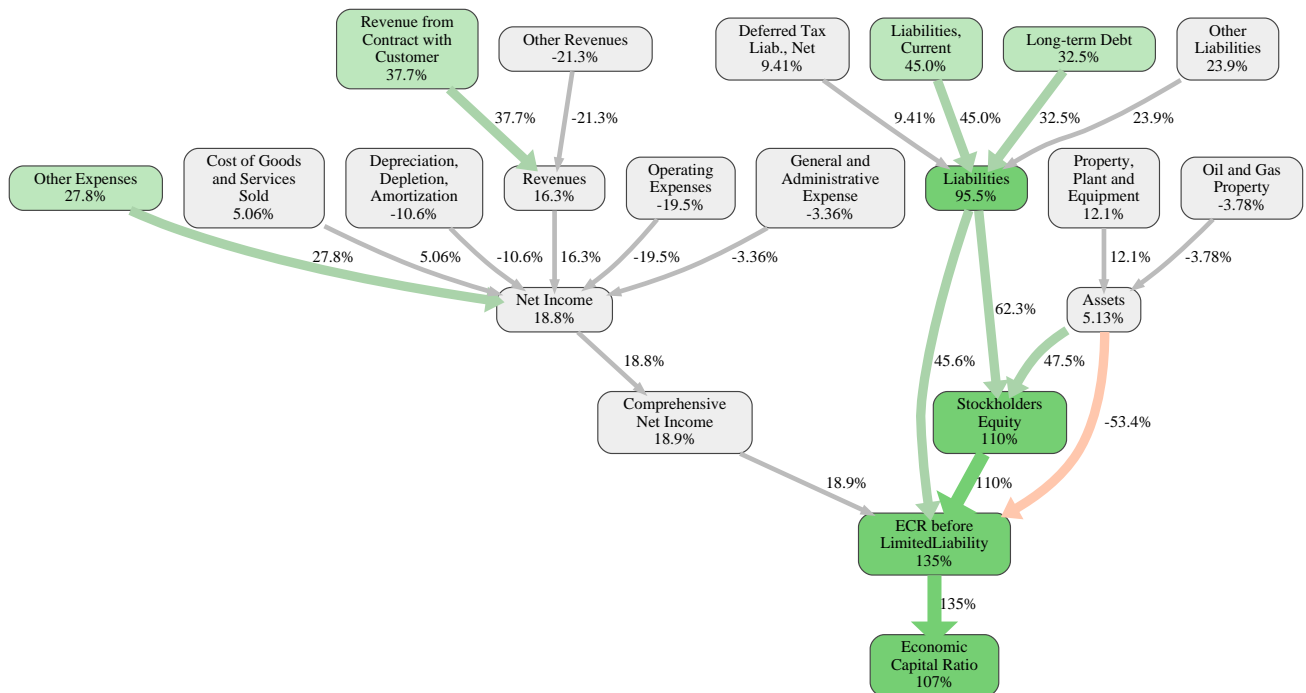 Revenue from
Contract with
Customer
37.7%
Other Revenues
-21.3%
Deferred Tax
Liab., Net
9.41%
Liabilities,
Current
45.0%
Long-term Debt
32.5%
Other
Liabilities
23.9%
37.7%
-21.3%
9.41%
45.0%
32.5%
23.9%
Other Expenses
27.8%
Cost of Goods
and Services
Sold
5.06%
Depreciation,
Depletion,
Amortization
-10.6%
Revenues
16.3%
Operating
Expenses
-19.5%
General and
Administrative
Expense
-3.36%
Liabilities
95.5%
Property,
Plant and
Equipment
12.1%
Oil and Gas
Property
-3.78%
27.8%
5.06%
-10.6%
16.3%
-19.5%
-3.36%
12.1%
-3.78%
Net Income
18.8%
62.3%
Assets
5.13%
18.8%
45.6%
47.5%
Comprehensive
Net Income
18.9%
Stockholders
Equity
110%
-53.4%
18.9%
110%
ECR before
LimitedLiability
135%
135%
Economic
Capital Ratio
107%